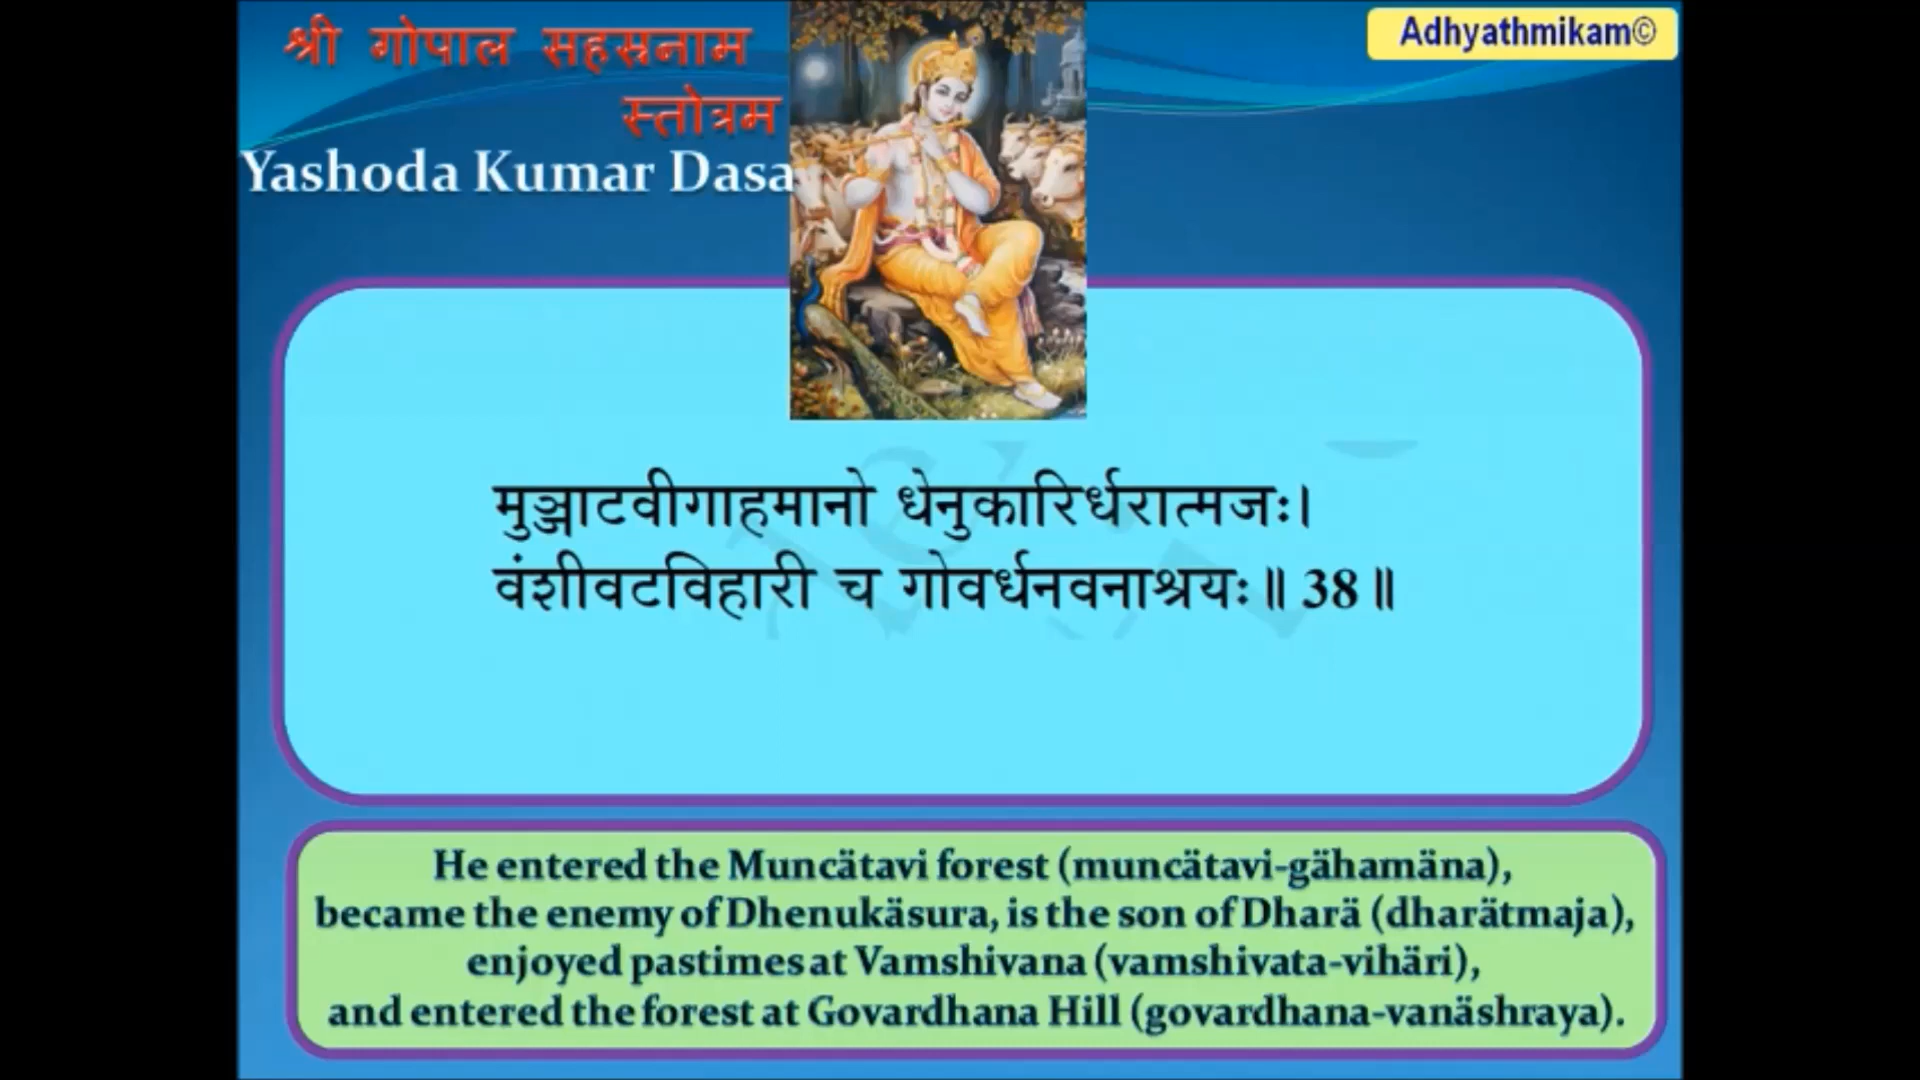 श्री गोपाल सहस्रनाम
स्तोत्रम
Yashoda Kumar Dasa
Adhyathmikam©
मुञ्जाटवीगाहमानो धेनुकारिर्धरात्मजः।
वंशीवटविहारी च गोवर्धनवनाश्रयः॥ 38॥
He entered the Muncätavi forest (muncätavi-gähamäna),
became the enemy of Dhenukäsura, is the son of Dharä (dharätmaja),
enjoyed pastimes at Vamshivana (vamshivata-vihäri),
and entered the forest at Govardhana Hill (govardhana-vanäshraya).